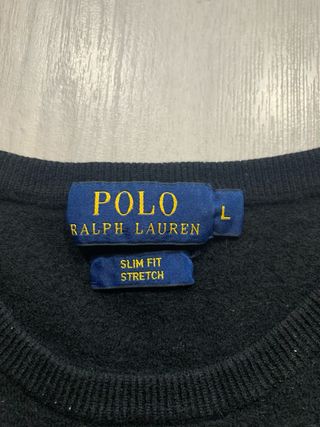 POLO
RALPH LAUREN
L
SLIM FIT
STRETCH